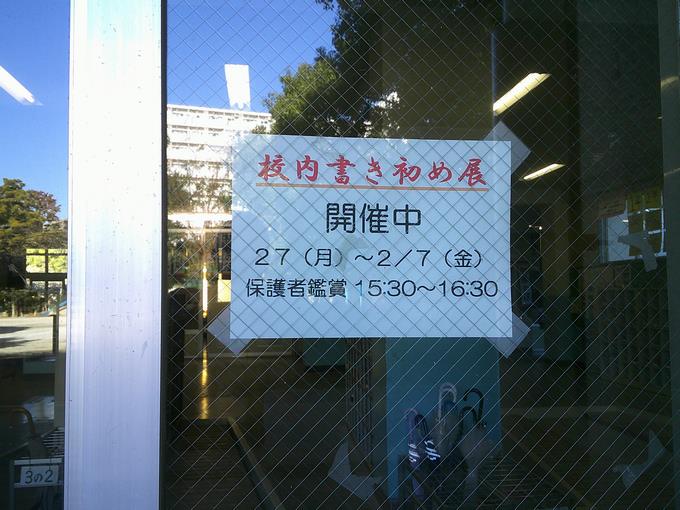 校内書き初め展
開催中
27（月）～2／7（金）
保護者鑑賞 15:30～16:30
3の2